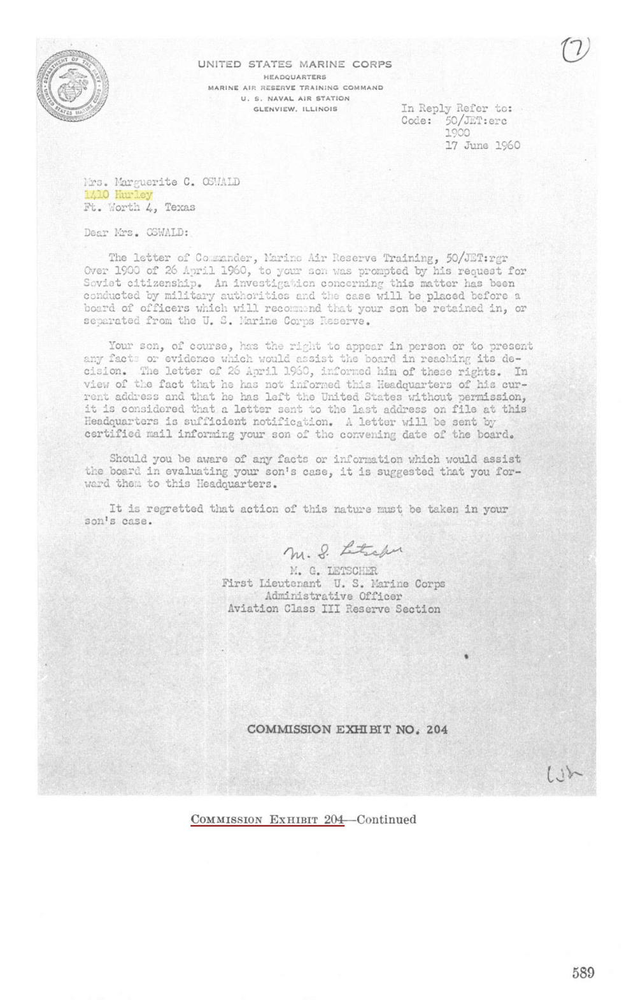 (7)
DEPARTMENT OF THE NAVY
UNITED STATES MARINE CORPS
UNITED STATES MARINE CORPS
HEADQUARTERS
MARINE AIR RESERVE TRAINING COMMAND
U. S. NAVAL AIR STATION
GLENVIEW, ILLINOIS
In Reply Refer to:
Code: 50/JET:erc
1900
17 June 1960
Mrs. Marguerite C. OSWALD
1410 Hurley
Ft. Worth 4, Texas
Dear Mrs. OSWALD:
The letter of Commander, Marine Air Reserve Training, 50/JET:rgr
Over 1900 of 26 April 1960, to your son was prompted by his request for
Soviet citizenship. An investigation concerning this matter has been
conducted by military authorities and the case will be placed before a
board of officers which will recommend that your son be retained in, or
separated from the U. S. Marine Corps Reserve.
Your son, of course, has the right to appear in person or to present
any facts or evidence which would assist the board in reaching its de-
cision. The letter of 26 April 1960, informed him of these rights. In
view of the fact that he has not informed this Headquarters of his cur-
rent address and that he has left the United States without permission,
it is considered that a letter sent to the last address on file at this
Headquarters is sufficient notification. A letter will be sent by
certified mail informing your son of the convening date of the board.
Should you be aware of any facts or information which would assist
the board in evaluating your son's case, it is suggested that you for-
ward them to this Headquarters.
It is regretted that action of this nature must be taken in your
son's case.
M. G. Letscher
M. G. LETSCHER
First Lieutenant U. S. Marine Corps
Administrative Officer
Aviation Class III Reserve Section
COMMISSION EXHIBIT NO. 204
COMMISSION EXHIBIT 204—Continued
589